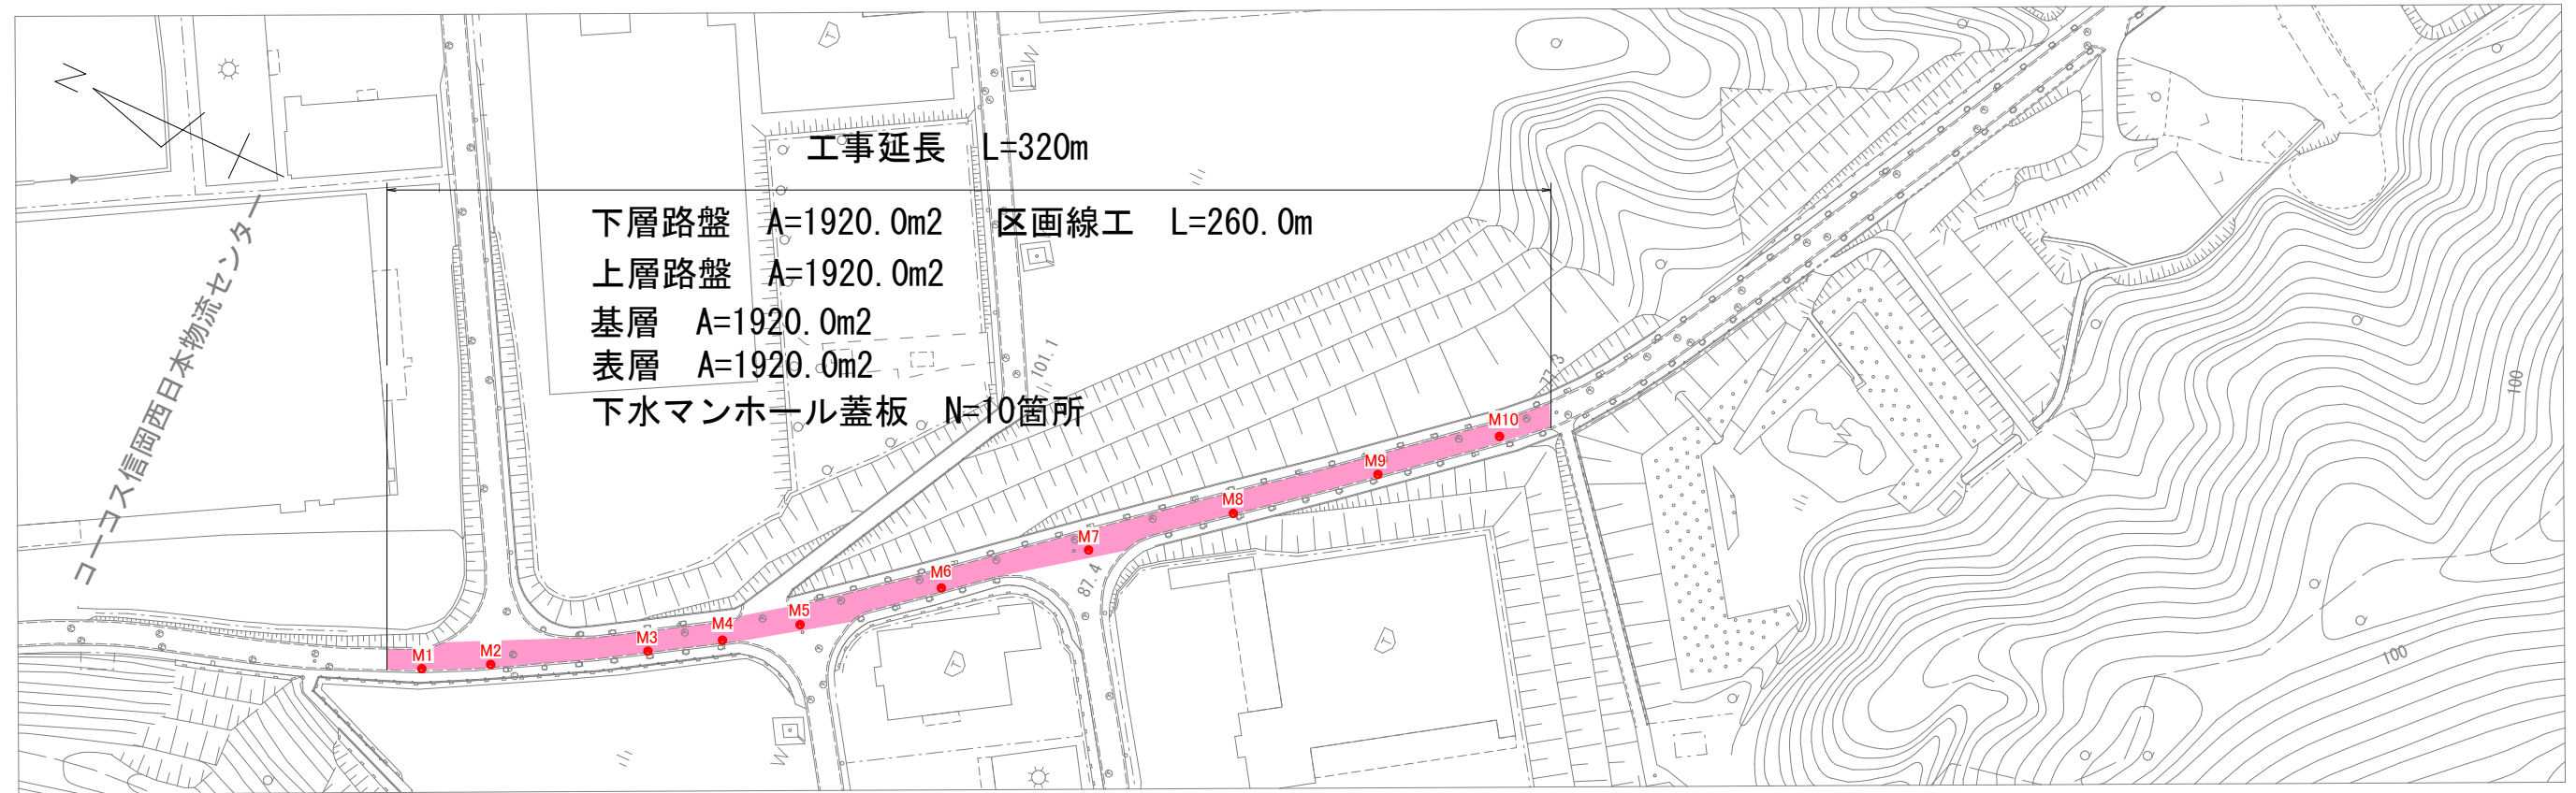 工事延長　L=320m
下層路盤　A=1920.0m2　区画線工　L=260.0m
上層路盤　A=1920.0m2
基層　A=1920.0m2
表層　A=1920.0m2
下水マンホール蓋板　N=10箇所
コーコス信岡西日本物流センター
N
101.1
77.3
87.4
100
100
M1
M2
M3
M4
M5
M6
M7
M8
M9
M10
T
T
T
W
W
W